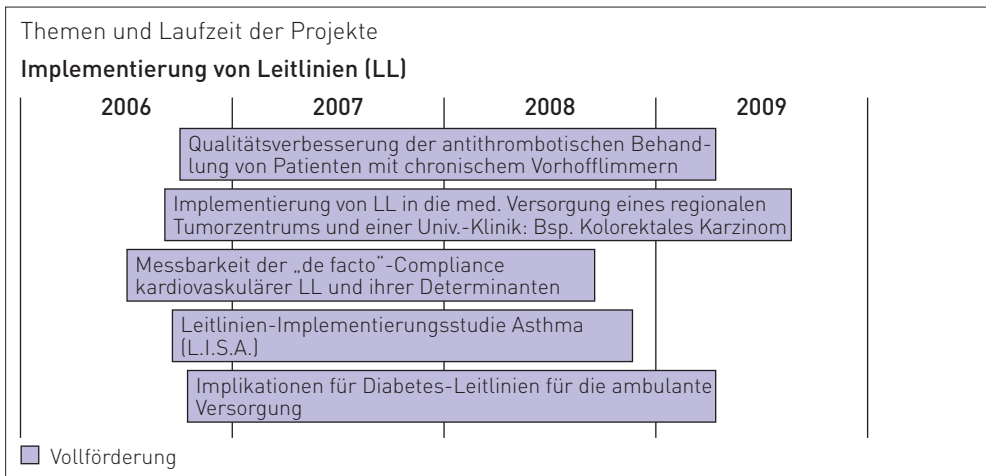 Themen und Laufzeit der Projekte
Implementierung von Leitlinien (LL)
2006 2007 2008 2009
Qualitätsverbesserung der antithrombotischen Behand-
lung von Patienten mit chronischem Vorhofflimmern
Implementierung von LL in die med. Versorgung eines regionalen
Tumorzentrums und einer Univ.-Klinik: Bsp. Kolorektales Karzinom
Messbarkeit der „de facto“-Compliance
kardiovaskulärer LL und ihrer Determinanten
Leitlinien-Implementierungsstudie Asthma
(L.I.S.A.)
Implikationen für Diabetes-Leitlinien für die ambulante
Versorgung
Vollförderung